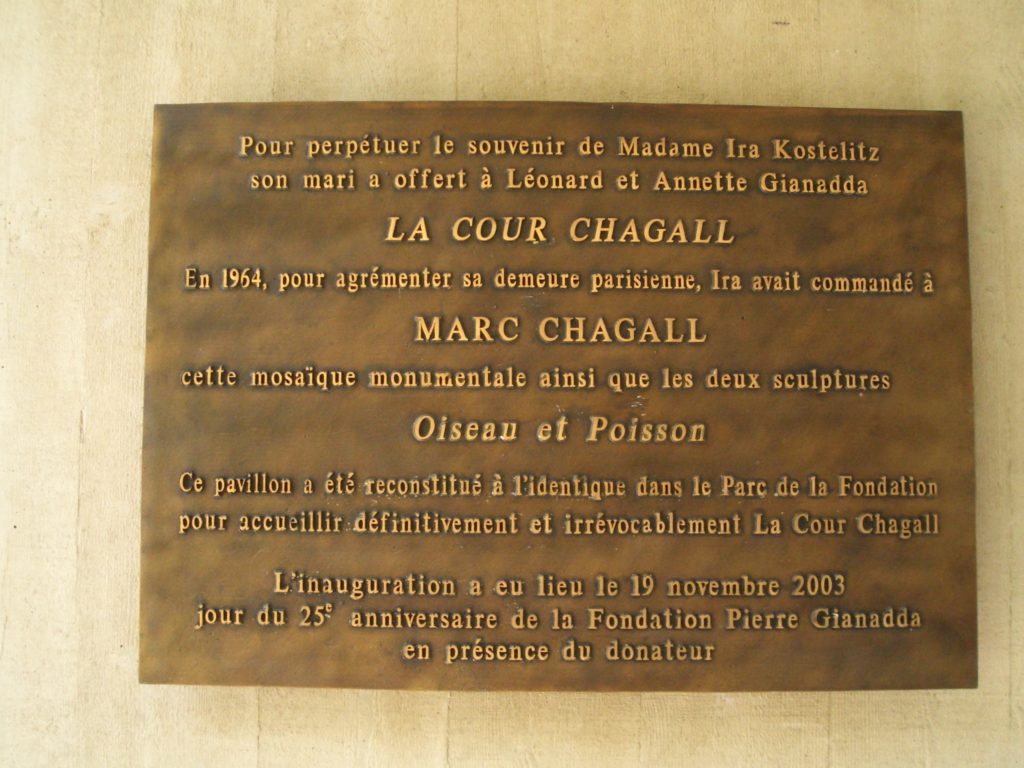 Pour perpétuer le souvenir de Madame Ira Kostelitz
son mari a offert à Léonard et Annette Gianadda
LA COUR CHAGALL
En 1964, pour agrémenter sa demeure parisienne, Ira avait commandé à
MARC CHAGALL
cette mosaïque monumentale ainsi que les deux sculptures
Oiseau et Poisson
Ce pavillon a été reconstitué à l'identique dans le Parc de la Fondation
pour accueillir définitivement et irrévocablement La Cour Chagall
L'inauguration a eu lieu le 19 novembre 2003
jour du 25e anniversaire de la Fondation Pierre Gianadda
en présence du donateur